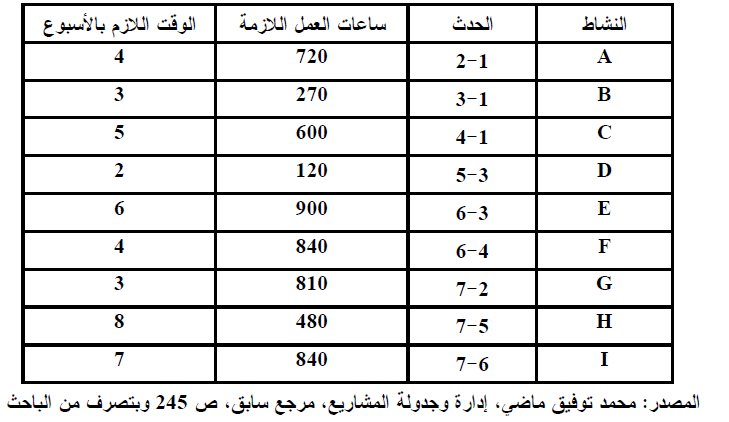 النشاط الحدث ساعات العمل اللازمة الوقت اللازم بالأسبوع
A 2-1 720 4
B 3-1 270 3
C 4-1 600 5
D 5-3 120 2
E 6-3 900 6
F 6-4 840 4
G 7-2 810 3
H 7-5 480 8
I 7-6 840 7
المصدر: محمد توفيق ماضي، إدارة وجدولة المشاريع، مرجع سابق، ص 245 وبتصرف من الباحث